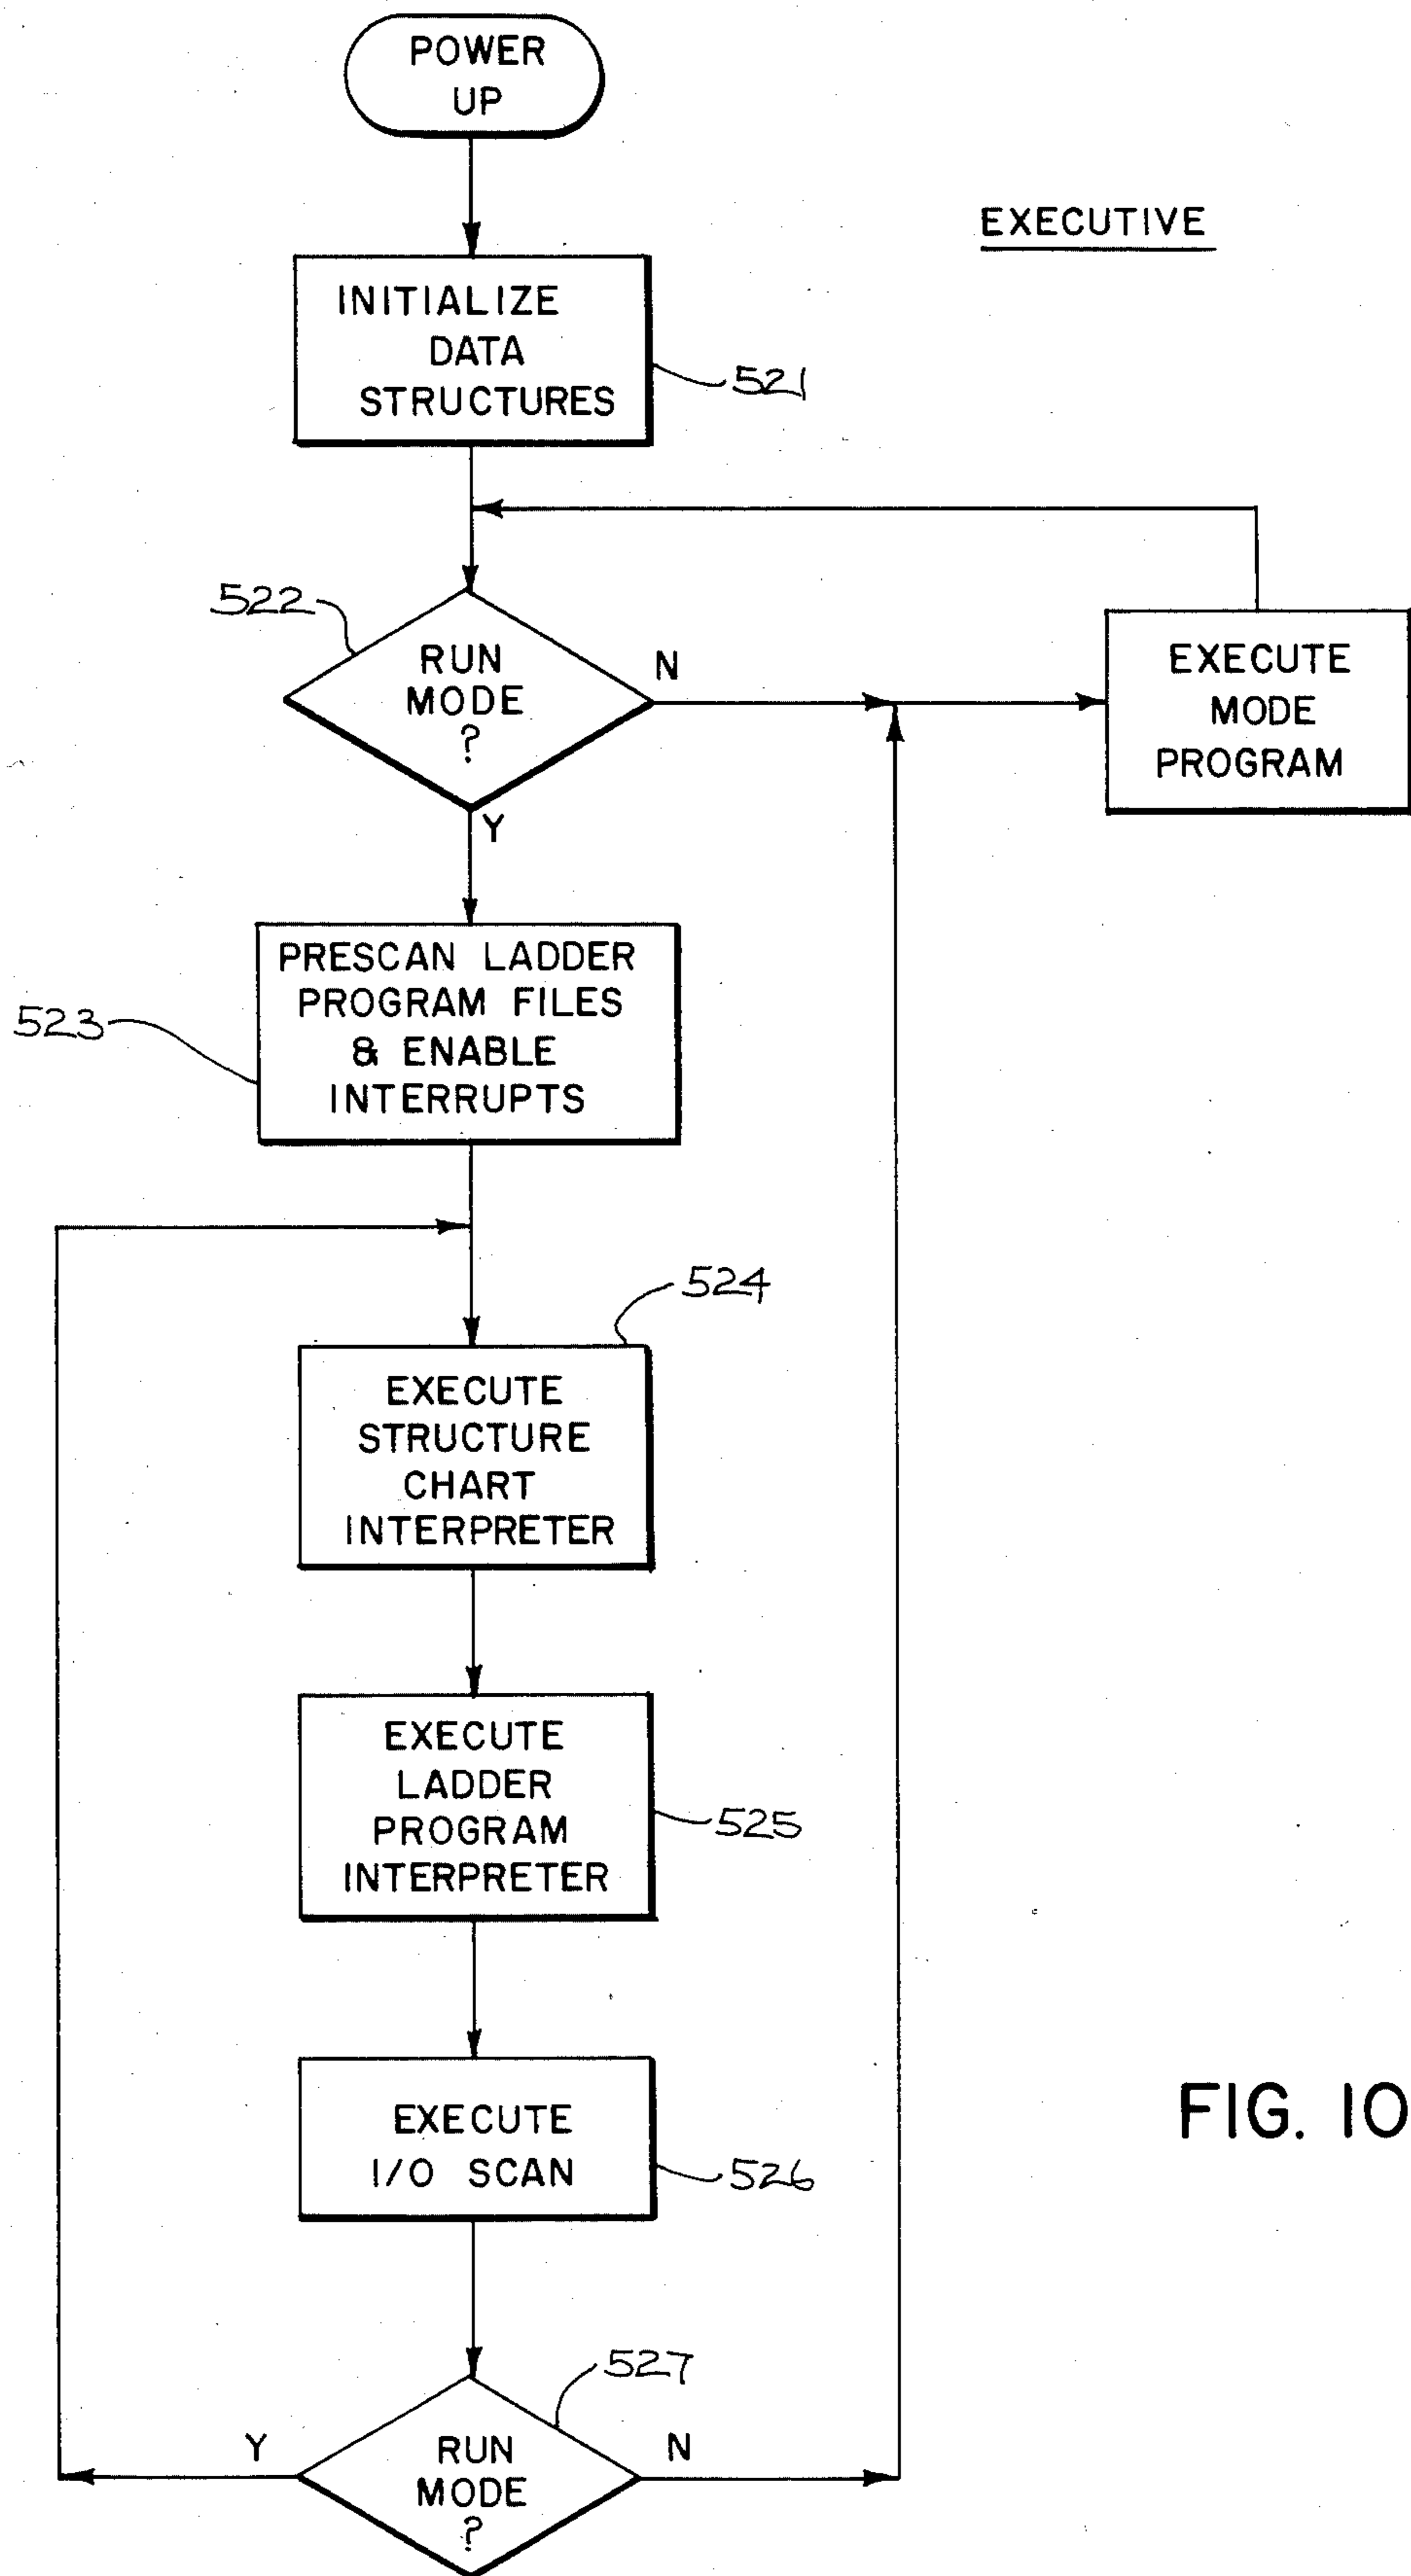 POWER
UP
EXECUTIVE
INITIALIZE
DATA
STRUCTURES
521
522
RUN
MODE
?
N
Y
EXECUTE
MODE
PROGRAM
PRESCAN LADDER
PROGRAM FILES
& ENABLE
INTERRUPTS
523
524
EXECUTE
STRUCTURE
CHART
INTERPRETER
EXECUTE
LADDER
PROGRAM
INTERPRETER
525
EXECUTE
I/O SCAN
526
FIG. 10
527
Y
RUN
MODE
?
N